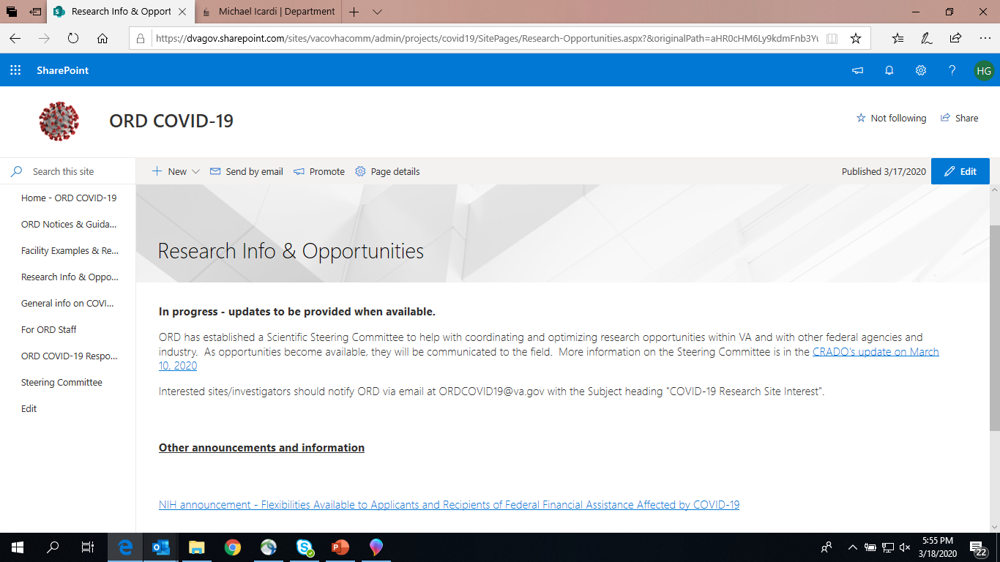 Research Info & Opport
Michael Icardi | Department
https://dvagov.sharepoint.com/sites/vacovhacomm/admin/projects/covid19/SitePages/Research-Opportunities.aspx?&originalPath=aHR0cHM6Ly9kdmFnb3Yu
SharePoint
HG
ORD COVID-19
Not following
Share
Search this site
New
Send by email
Promote
Page details
Published 3/17/2020
Edit
Home - ORD COVID-19
ORD Notices & Guida...
Facility Examples & Re...
Research Info & Oppo...
General info on COVI...
For ORD Staff
ORD COVID-19 Respo...
Steering Committee
Edit
Research Info & Opportunities
In progress - updates to be provided when available.
ORD has established a Scientific Steering Committee to help with coordinating and optimizing research opportunities within VA and with other federal agencies and
industry.  As opportunities become available, they will be communicated to the field.  More information on the Steering Committee is in the CRADO's update on March
10, 2020
Interested sites/investigators should notify ORD via email at ORDCOVID19@va.gov with the Subject heading "COVID-19 Research Site Interest".
Other announcements and information
NIH announcement - Flexibilities Available to Applicants and Recipients of Federal Financial Assistance Affected by COVID-19
5:55 PM
3/18/2020
22